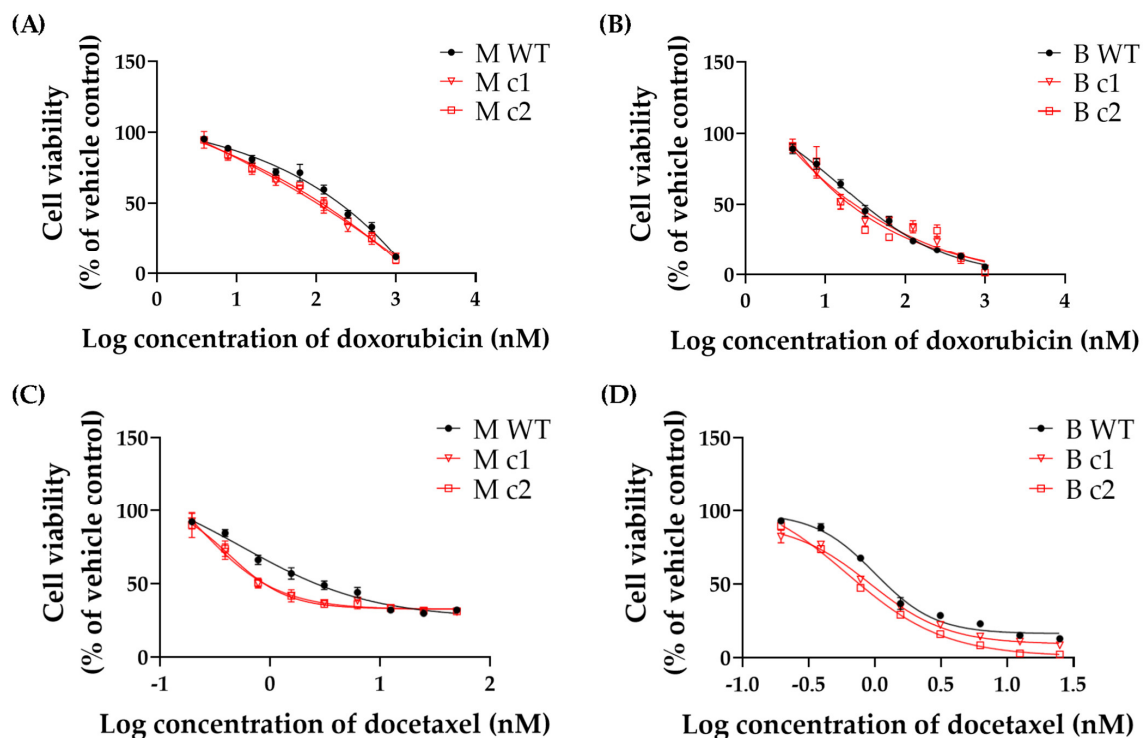 (A)
Cell viability
(% of vehicle control)
150
100
50
0
0
1
2
3
4
Log concentration of doxorubicin (nM)
M WT
M c1
M c2
(B)
Cell viability
(% of vehicle control)
150
100
50
0
0
1
2
3
4
Log concentration of doxorubicin (nM)
B WT
B c1
B c2
(C)
Cell viability
(% of vehicle control)
150
100
50
0
-1
0
1
2
Log concentration of docetaxel (nM)
M WT
M c1
M c2
(D)
Cell viability
(% of vehicle control)
150
100
50
0
-1.0
-0.5
0.0
0.5
1.0
1.5
Log concentration of docetaxel (nM)
B WT
B c1
B c2